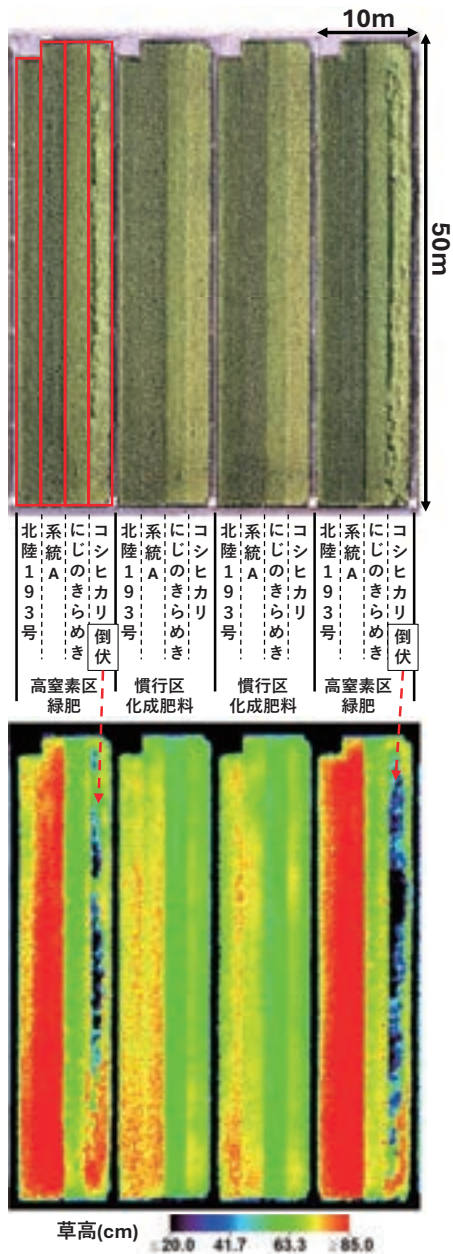 10m
50m
北陸193号
系統A
にじのきらめき
コシヒカリ
北陸193号
系統A
にじのきらめき
コシヒカリ
北陸193号
系統A
にじのきらめき
コシヒカリ
北陸193号
系統A
にじのきらめき
コシヒカリ
倒伏
倒伏
高窒素区
緑肥
慣行区
化成肥料
慣行区
化成肥料
高窒素区
緑肥
草高(cm)
≤20.0 41.7 63.3 ≥85.0